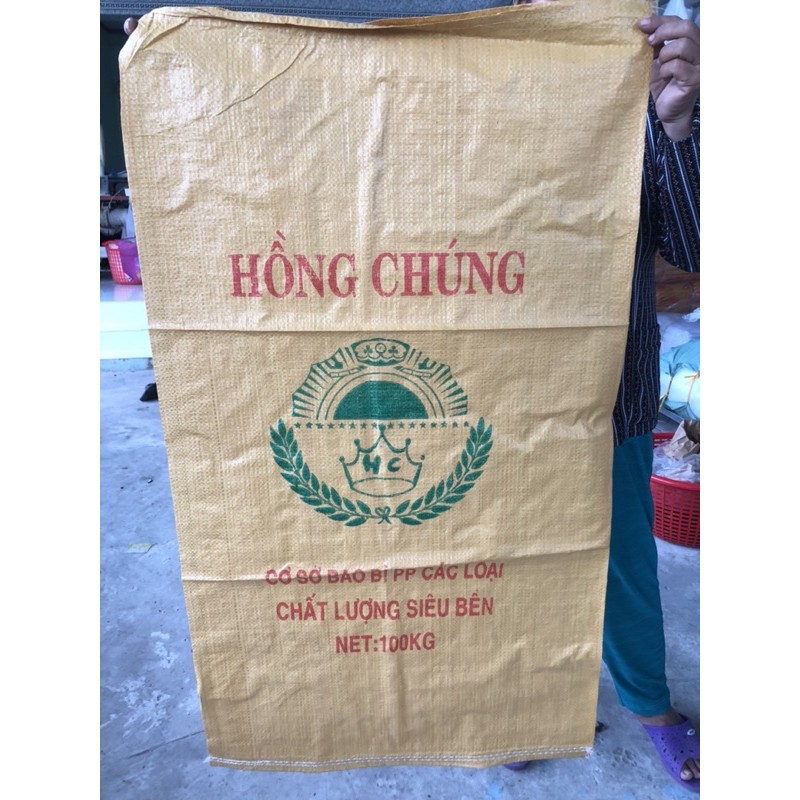 HỒNG CHÚNG
HC
CƠ SỞ BAO BÌ PP CÁC LOẠI
CHẤT LƯỢNG SIÊU BỀN
NET:100KG